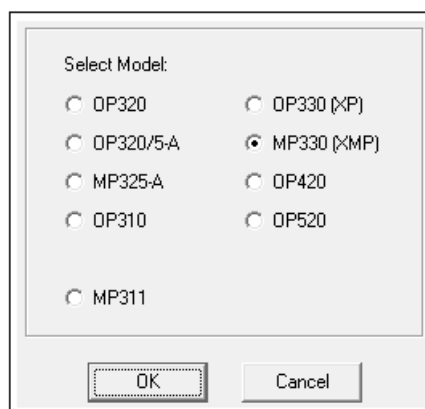 Select Model:
OP320
OP330 (XP)
OP320/5-A
MP330 (XMP)
MP325-A
OP420
OP310
OP520
MP311
OK
Cancel